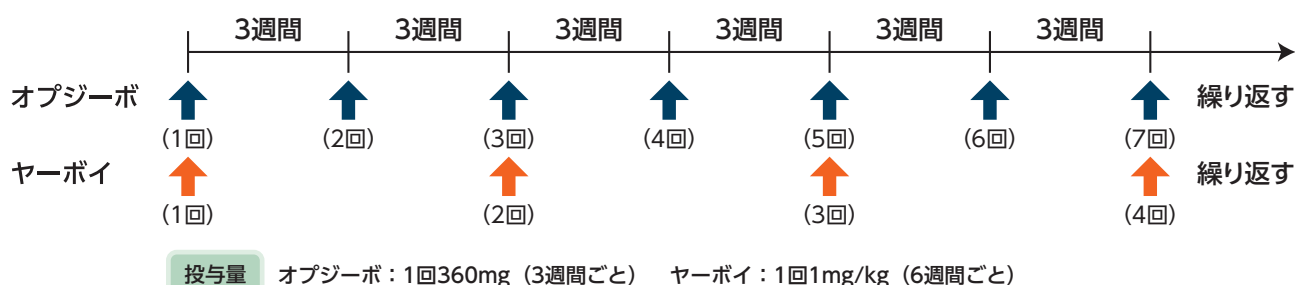 3週間 3週間 3週間 3週間 3週間 3週間
オプジーボ 繰り返す
(1回) (2回) (3回) (4回) (5回) (6回) (7回)
ヤーボイ 繰り返す
(1回) (2回) (3回) (4回)
投与量 オプジーボ：1回360mg（3週間ごと） ヤーボイ：1回1mg/kg（6週間ごと）